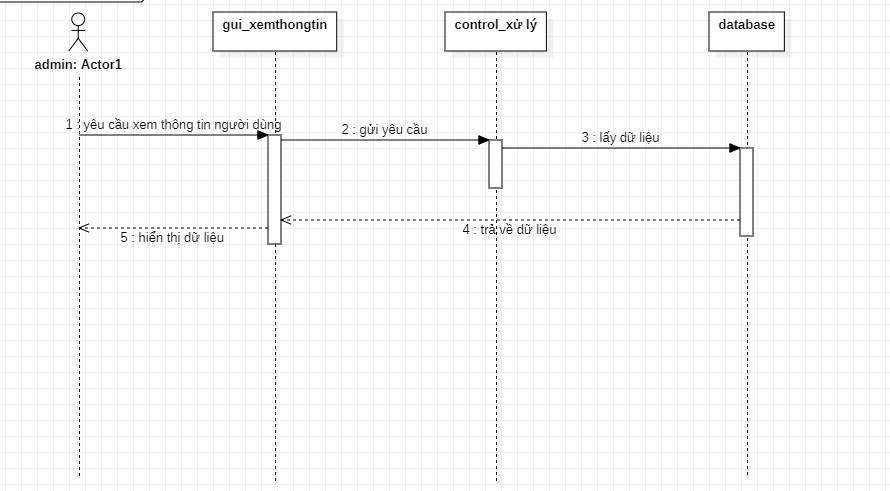 gui_xemthongtin
control_xử lý
database
admin: Actor1
1 : yêu cầu xem thông tin người dùng
2 : gửi yêu cầu
3 : lấy dữ liệu
4 : trả về dữ liệu
5 : hiển thị dữ liệu